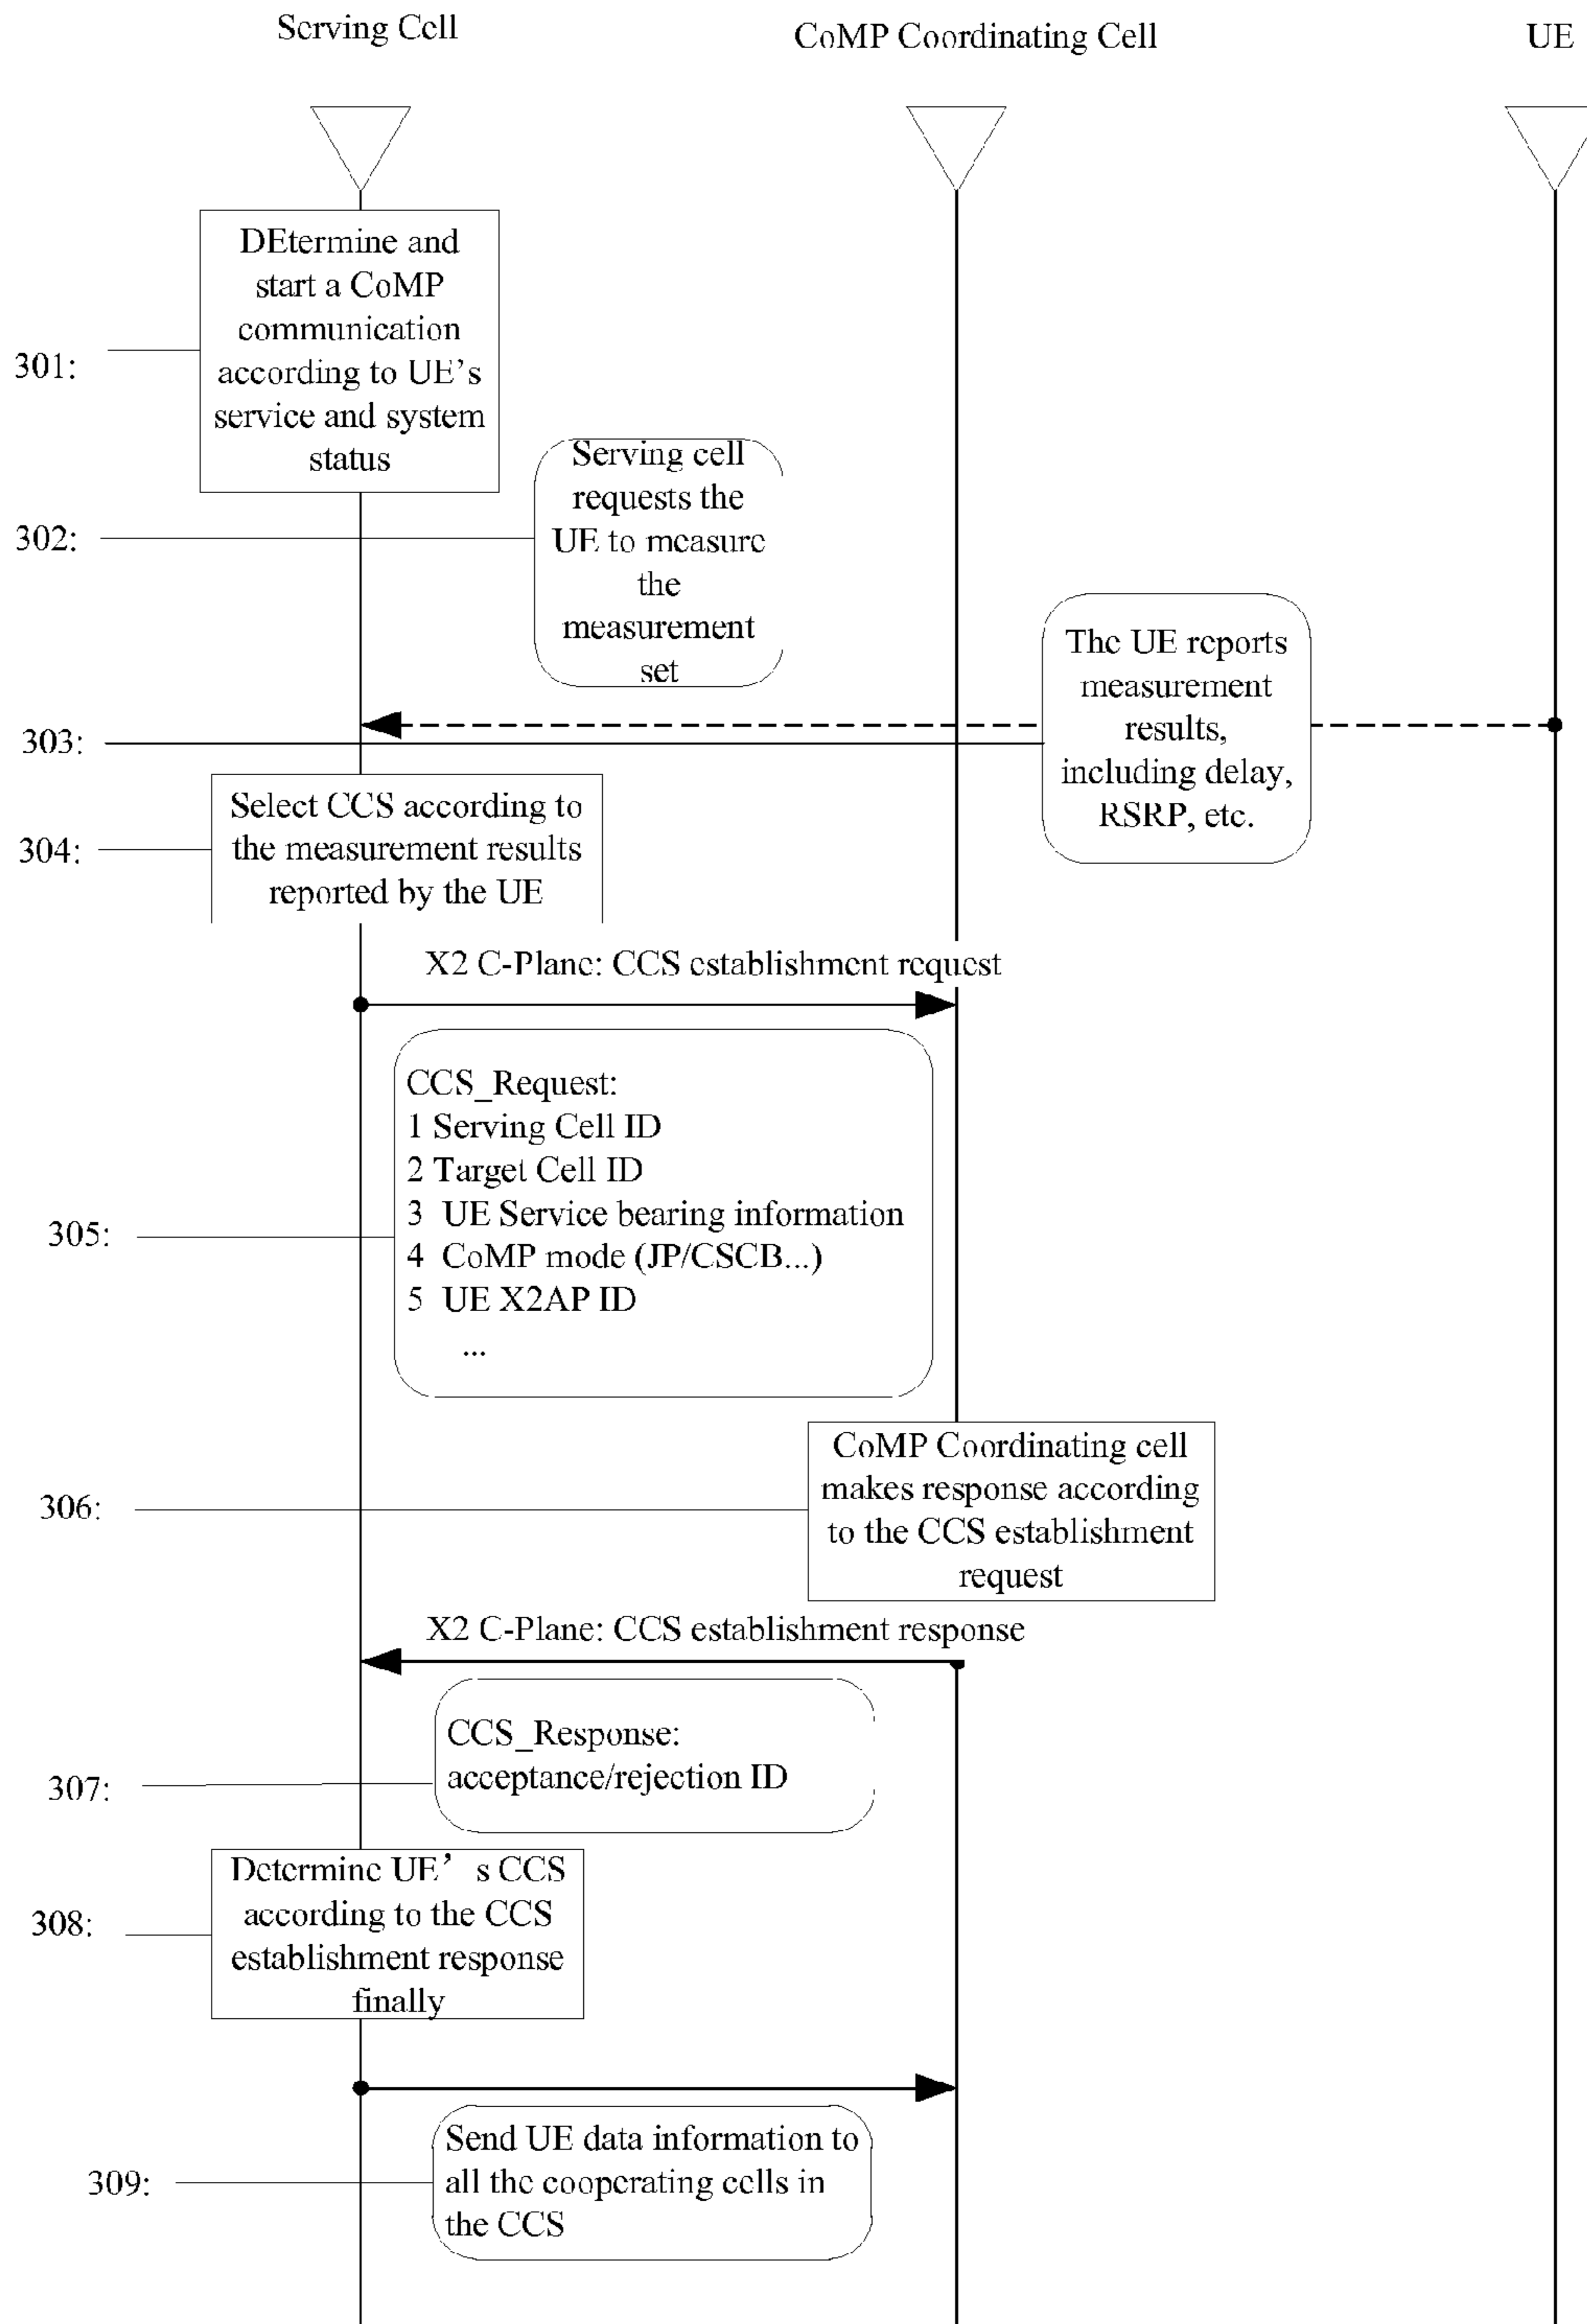 Serving Cell
CoMP Coordinating Cell
UE
DEtermine and
start a CoMP
communication
according to UE's
service and system
status
301:
Serving cell
requests the
UE to measure
the
measurement
set
302:
The UE reports
measurement
results,
including delay,
RSRP, etc.
303:
Select CCS according to
the measurement results
reported by the UE
304:
X2 C-Plane: CCS establishment request
CCS_Request:
1 Serving Cell ID
2 Target Cell ID
3 UE Service bearing information
4 CoMP mode (JP/CSCB...)
5 UE X2AP ID
...
305:
CoMP Coordinating cell
makes response according
to the CCS establishment
request
306:
X2 C-Plane: CCS establishment response
CCS_Response:
acceptance/rejection ID
307:
Determine UE’ s CCS
according to the CCS
establishment response
finally
308:
Send UE data information to
all the cooperating cells in
the CCS
309: